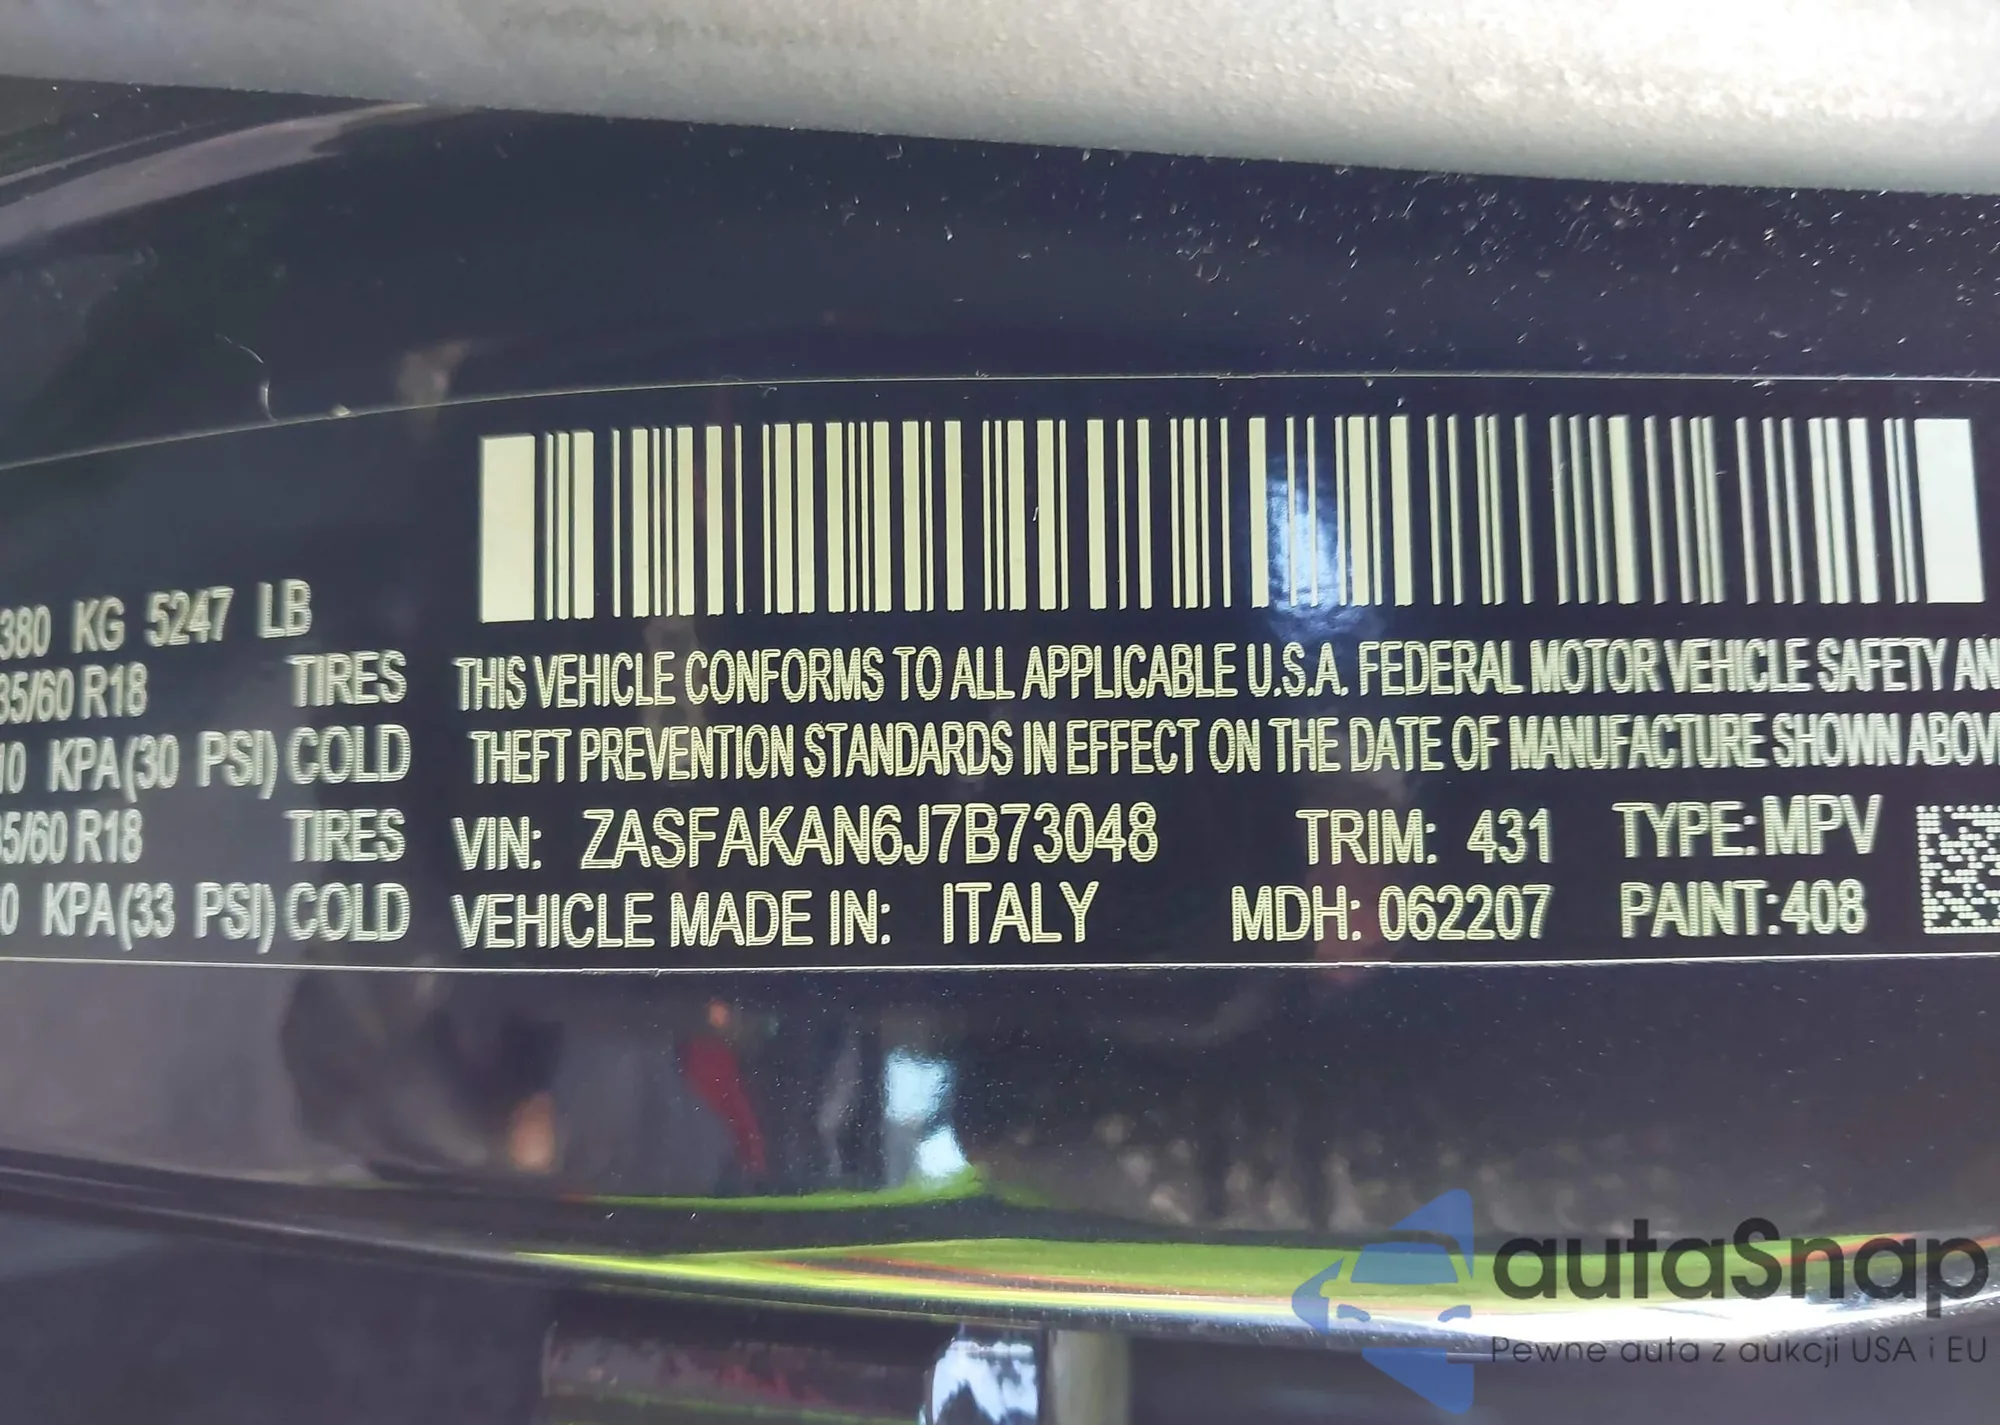 380 KG 5247 LB
35/60 R18 TIRES
10 KPA(30 PSI) COLD
35/60 R18 TIRES
0 KPA(33 PSI) COLD
THIS VEHICLE CONFORMS TO ALL APPLICABLE U.S.A. FEDERAL MOTOR VEHICLE SAFETY AN
THEFT PREVENTION STANDARDS IN EFFECT ON THE DATE OF MANUFACTURE SHOWN ABOV
VIN: ZASFAKAN6J7B73048 TRIM: 431 TYPE: MPV
VEHICLE MADE IN: ITALY MDH: 062207 PAINT: 408
autaSnap
Pewne auta z aukcji USA i EU